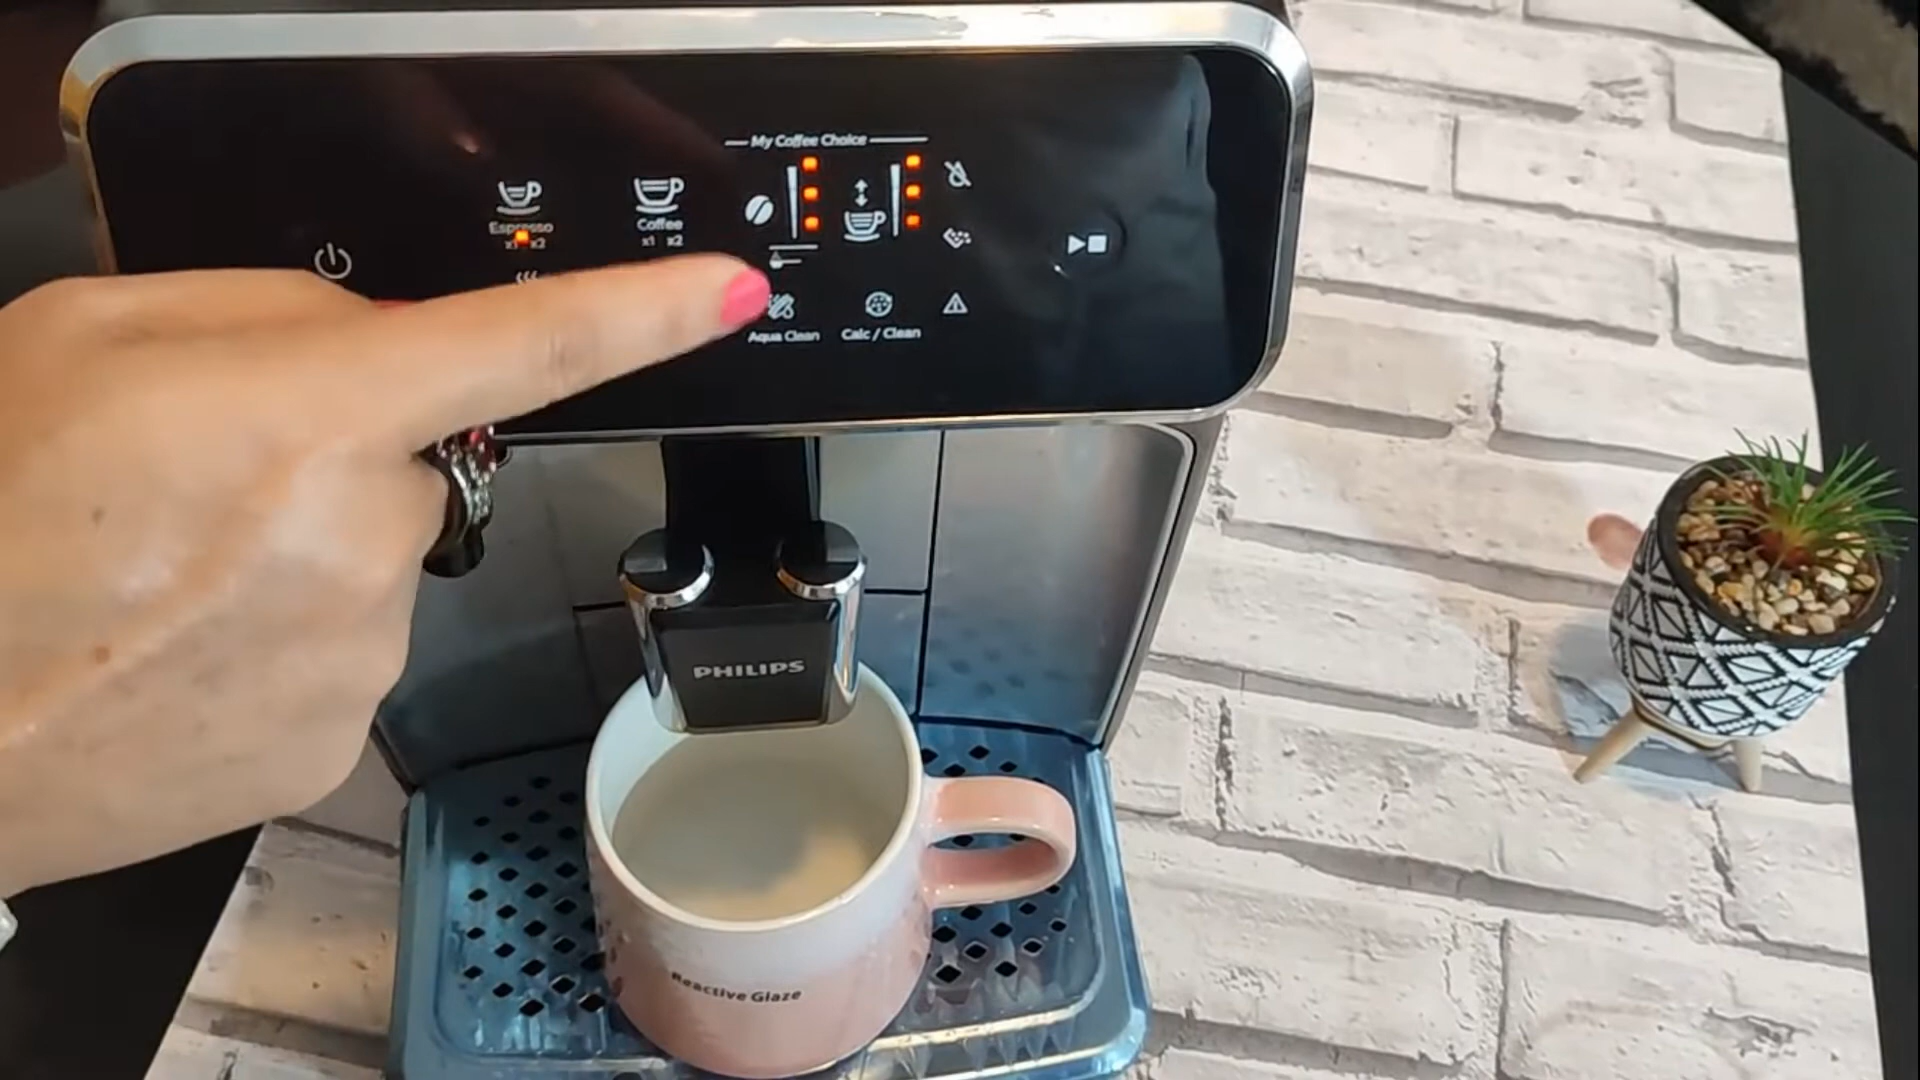 My Coffee Choice
Espresso
x1 x2
Coffee
x1 x2
Aqua Clean
Calc / Clean
PHILIPS
Reactive Glaze